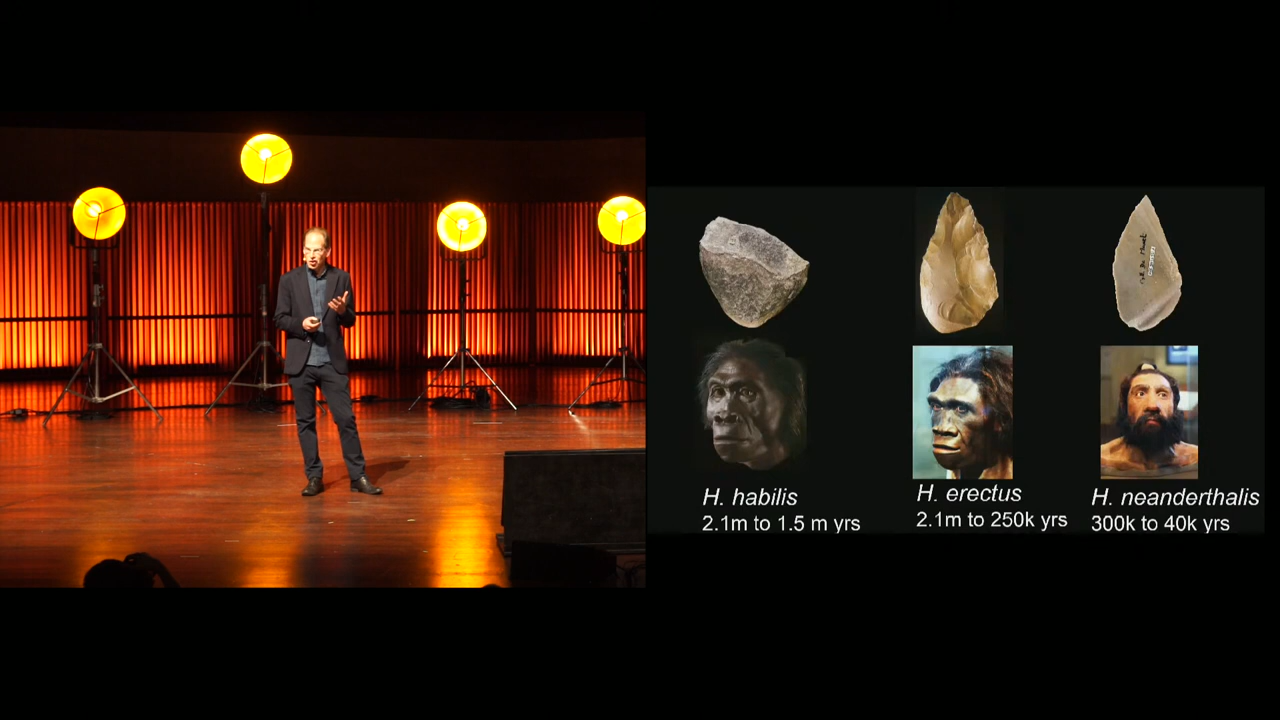 H. habilis
2.1m to 1.5 m yrs
H. erectus
2.1m to 250k yrs
H. neanderthalis
300k to 40k yrs